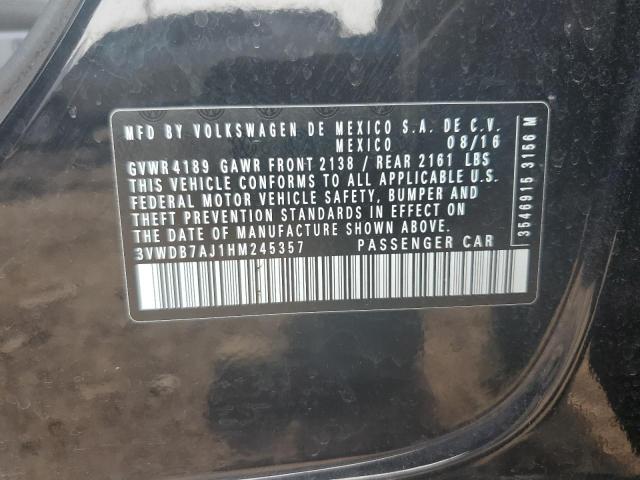 MFD BY VOLKSWAGEN DE MEXICO S.A. DE C.V.
MEXICO 08/16
GVWR 4189 GAWR FRONT 2138 / REAR 2161 LBS
THIS VEHICLE CONFORMS TO ALL APPLICABLE U.S.
FEDERAL MOTOR VEHICLE SAFETY, BUMPER AND
THEFT PREVENTION STANDARDS IN EFFECT ON
THE DATE OF MANUFACTURE SHOWN ABOVE.
3VWDB7AJ1HM245357 PASSENGER CAR
3546915 3156 M